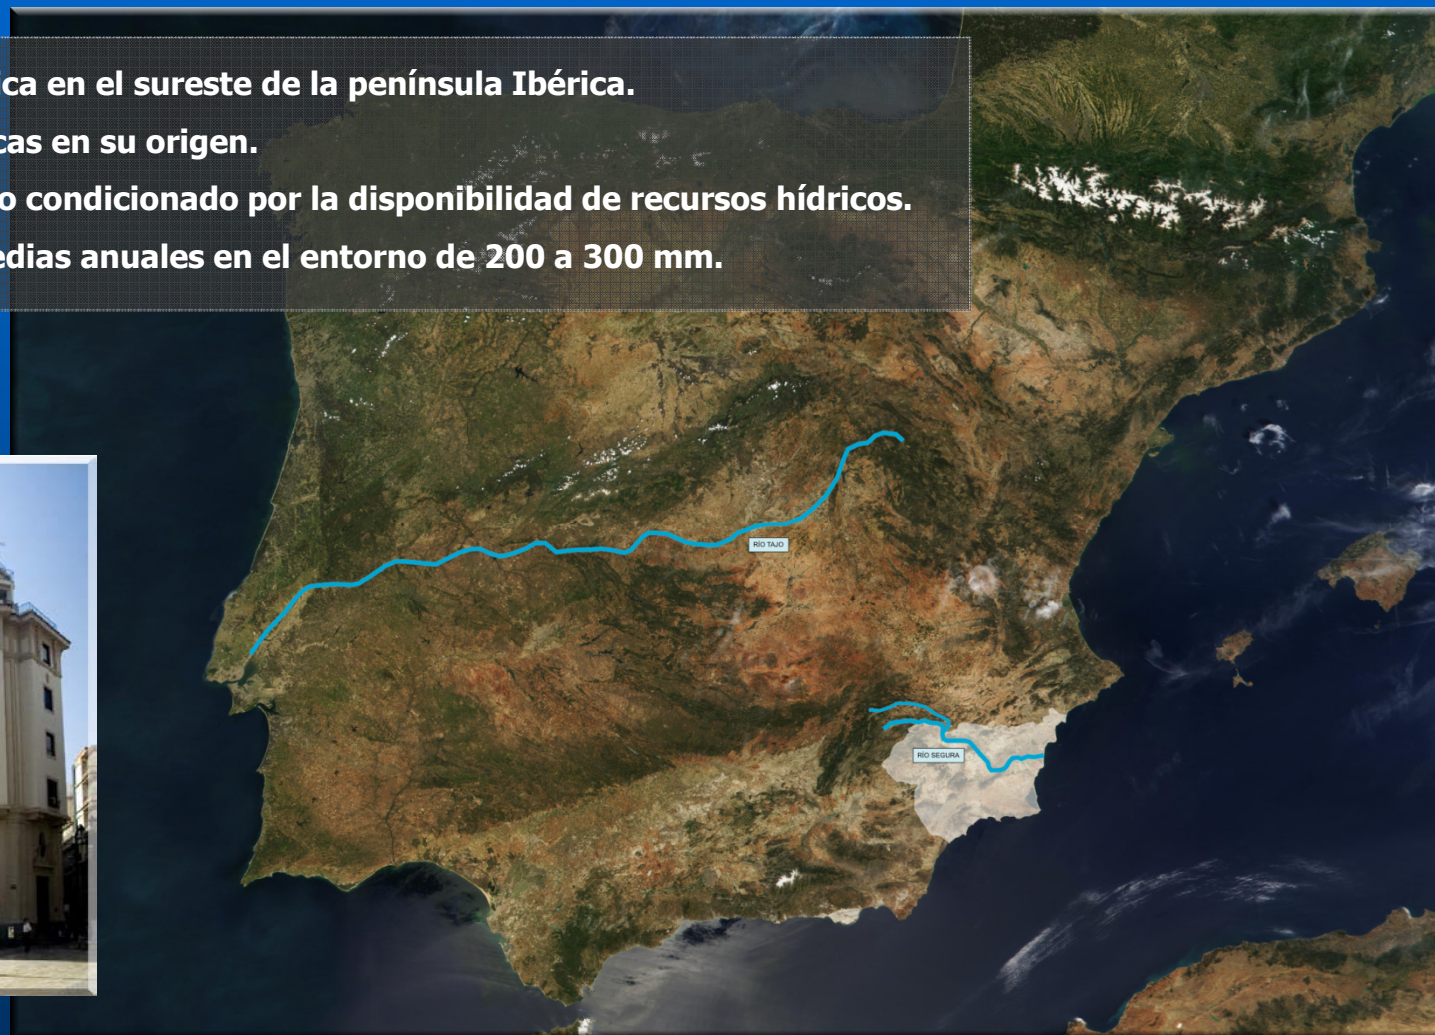 ica en el sureste de la península Ibérica.
cas en su origen.
o condicionado por la disponibilidad de recursos hídricos.
edias anuales en el entorno de 200 a 300 mm.
RÍO TAJO
RÍO SEGURA